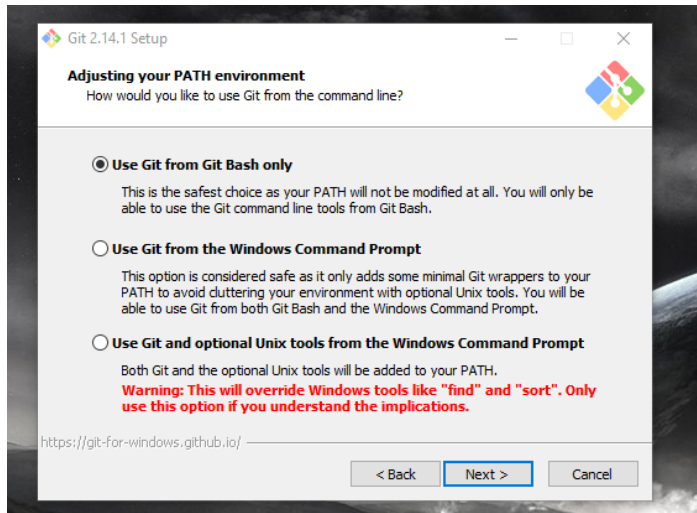 Git 2.14.1 Setup
Adjusting your PATH environment
How would you like to use Git from the command line?
Use Git from Git Bash only
This is the safest choice as your PATH will not be modified at all. You will only be
able to use the Git command line tools from Git Bash.
Use Git from the Windows Command Prompt
This option is considered safe as it only adds some minimal Git wrappers to your
PATH to avoid cluttering your environment with optional Unix tools. You will be
able to use Git from both Git Bash and the Windows Command Prompt.
Use Git and optional Unix tools from the Windows Command Prompt
Both Git and the optional Unix tools will be added to your PATH.
Warning: This will override Windows tools like "find" and "sort". Only
use this option if you understand the implications.
https://git-for-windows.github.io/
< Back Next > Cancel